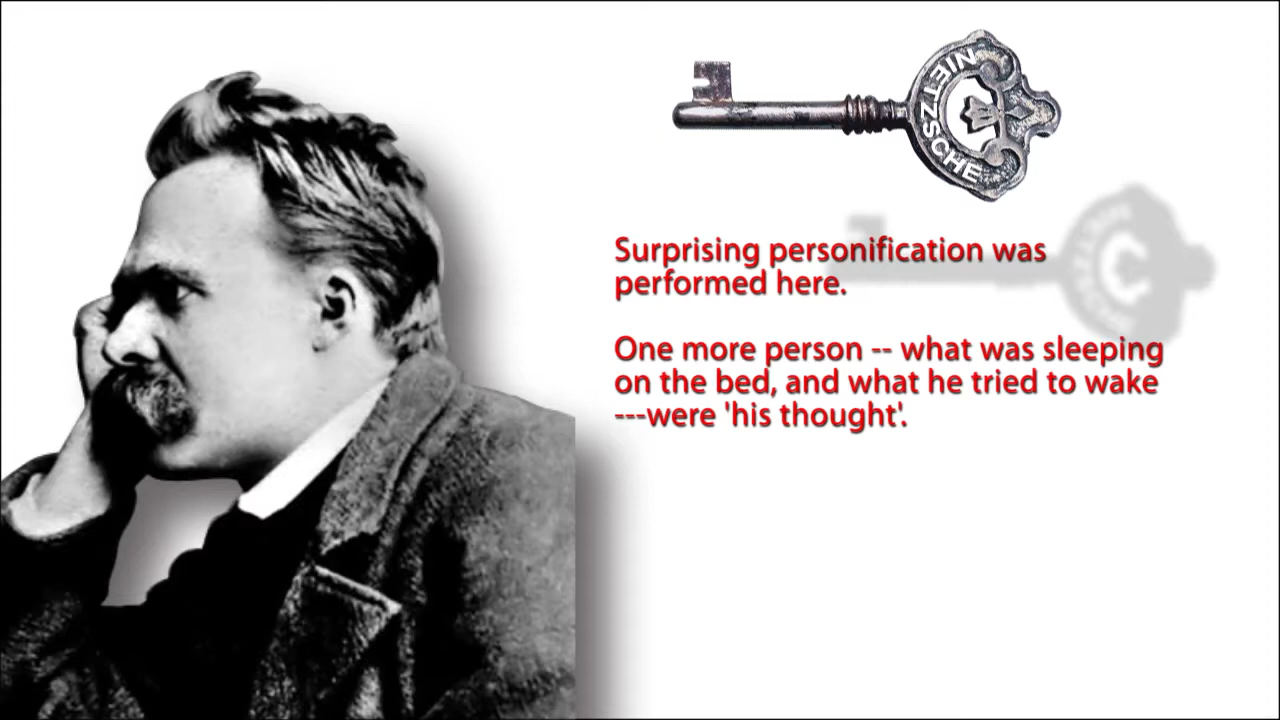 NIETZSCHE
Surprising personification was
performed here.
One more person -- what was sleeping
on the bed, and what he tried to wake
---were 'his thought'.